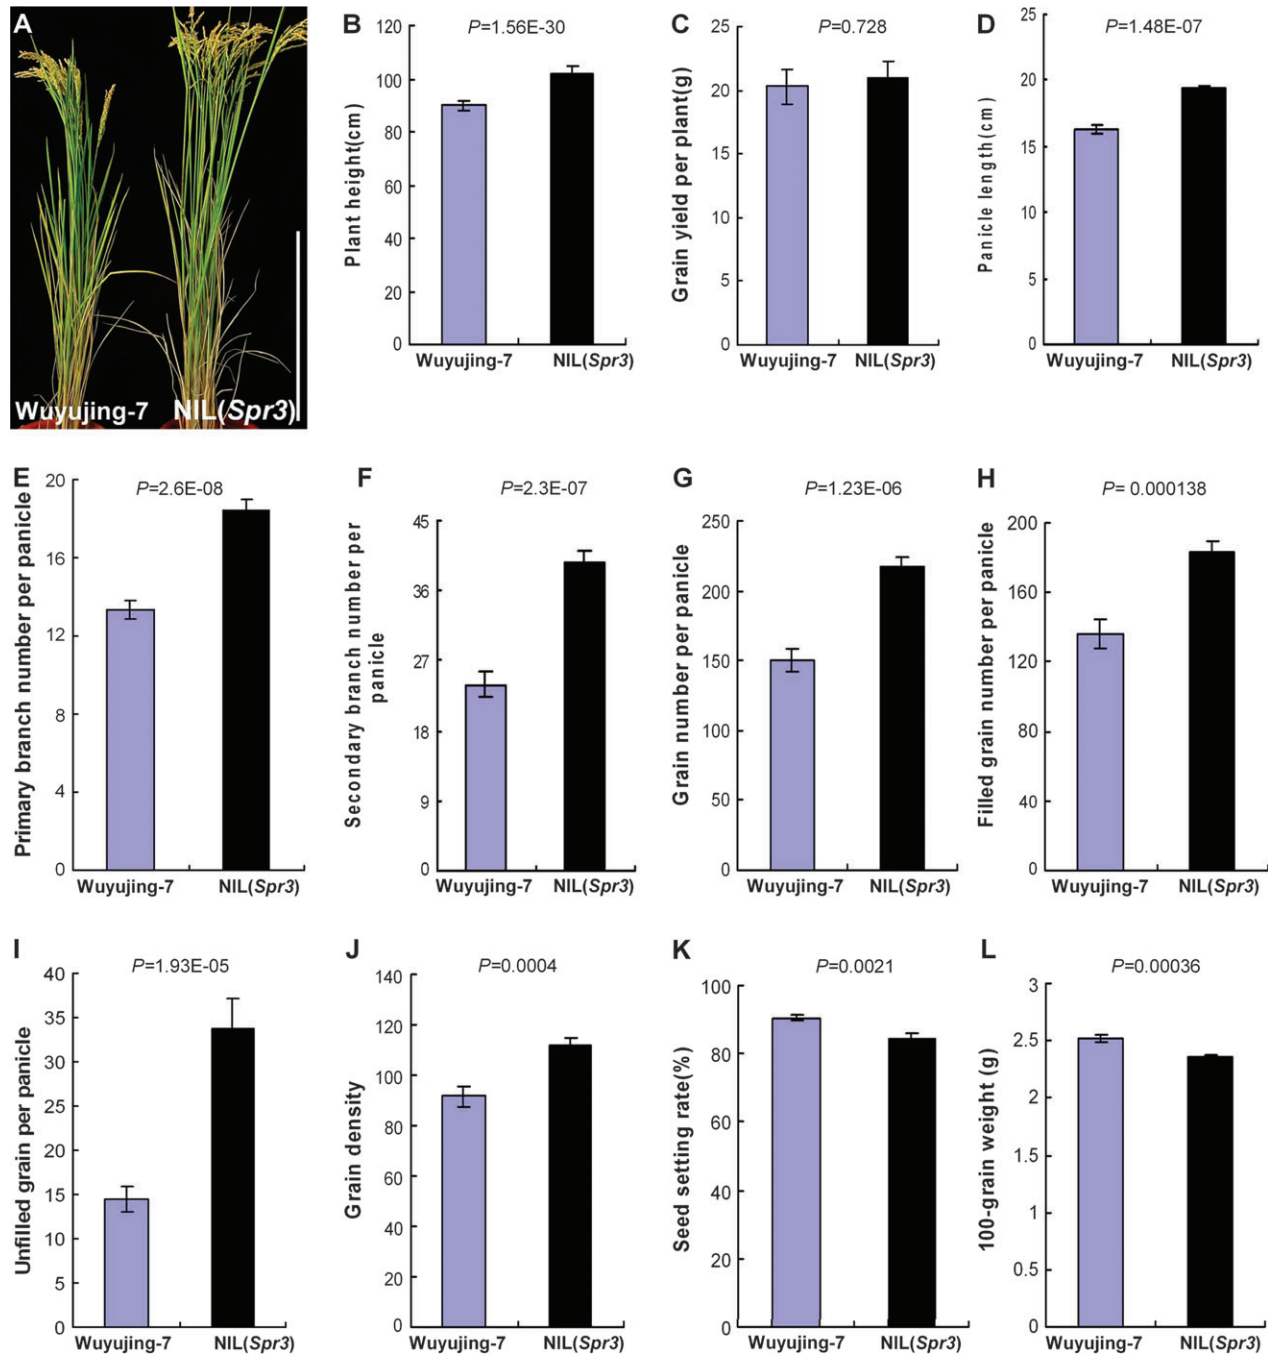 A
Wuyujing-7 NIL(Spr3)
B
P=1.56E-30
Plant height(cm)
120
100
80
60
40
20
0
Wuyujing-7 NIL(Spr3)
C
P=0.728
Grain yield per plant(g)
25
20
15
10
5
0
Wuyujing-7 NIL(Spr3)
D
P=1.48E-07
Panicle length(cm)
25
20
15
10
5
0
Wuyujing-7 NIL(Spr3)
E
P=2.6E-08
Primary branch number per panicle
20
16
12
8
4
0
Wuyujing-7 NIL(Spr3)
F
P=2.3E-07
Secondary branch number per
panicle
45
36
27
18
9
0
Wuyujing-7 NIL(Spr3)
G
P=1.23E-06
Grain number per panicle
250
200
150
100
50
0
Wuyujing-7 NIL(Spr3)
H
P= 0.000138
Filled grain number per panicle
200
160
120
80
40
0
Wuyujing-7 NIL(Spr3)
I
P=1.93E-05
Unfilled grain per panicle
40
35
30
25
20
15
10
5
0
Wuyujing-7 NIL(Spr3)
J
P=0.0004
Grain density
140
120
100
80
60
40
20
0
Wuyujing-7 NIL(Spr3)
K
P=0.0021
Seed setting rate(%)
100
80
60
40
20
0
Wuyujing-7 NIL(Spr3)
L
P=0.00036
100-grain weight (g)
3
2.5
2
1.5
1
0.5
0
Wuyujing-7 NIL(Spr3)